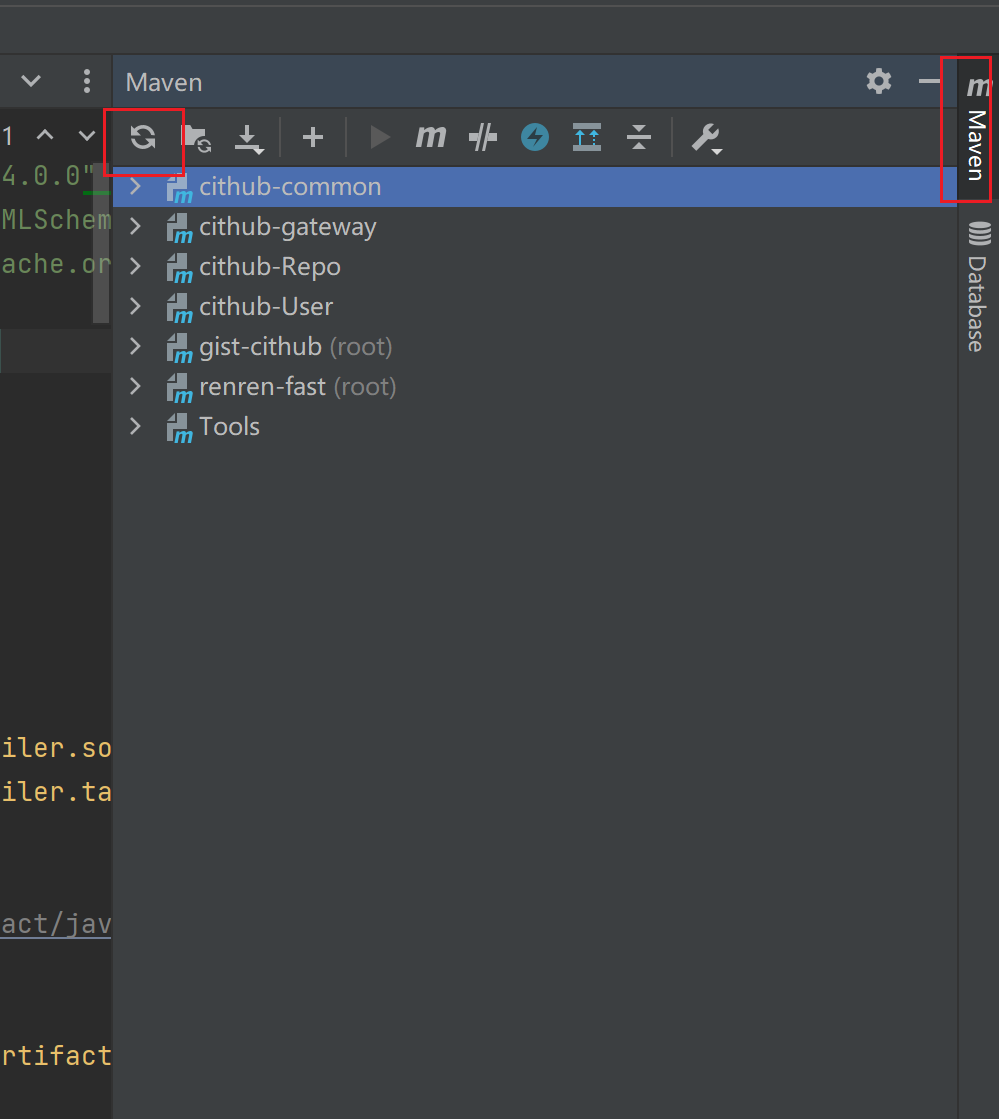 Maven
1
4.0.0"
MLSchem
ache.or
iler.so
iler.ta
act/jav
rtifact
m
cithub-common
cithub-gateway
cithub-Repo
cithub-User
gist-cithub (root)
renren-fast (root)
Tools
m Maven
Database